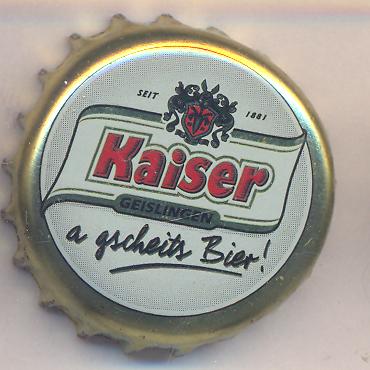 SEIT 1881
Kaiser
GEISLINGEN
a gscheits Bier!